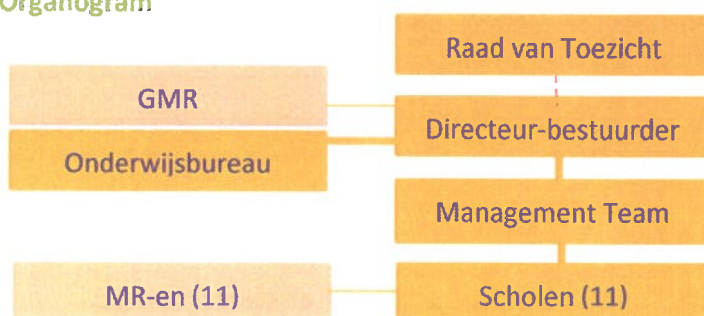 Organogram
Raad van Toezicht
GMR
Directeur-bestuurder
Onderwijsbureau
Management Team
MR-en (11)
Scholen (11)